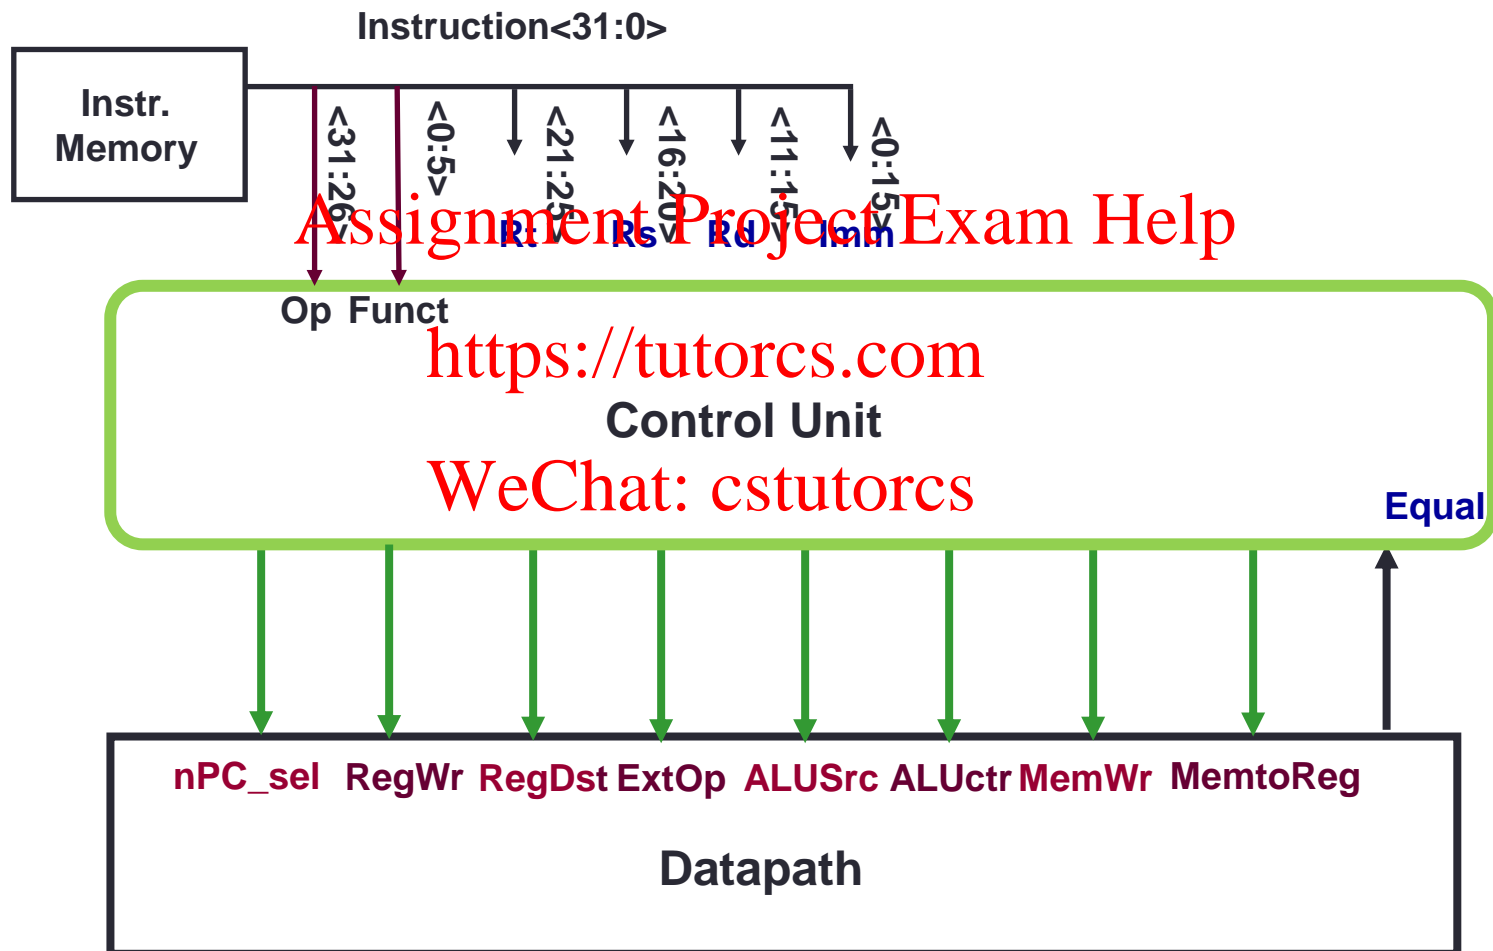 Instruction<31:0>
Instr.
Memory
<31:26>
<0:5>
<21:25>
<16:20>
<11:15>
<0:15>
Rt
Rs
Rd
Imm
Assignment Project Exam Help
Op Funct
https://tutorcs.com
Control Unit
WeChat: cstutorcs
Equal
nPC_sel RegWr RegDst ExtOp ALUSrc ALUctr MemWr MemtoReg
Datapath